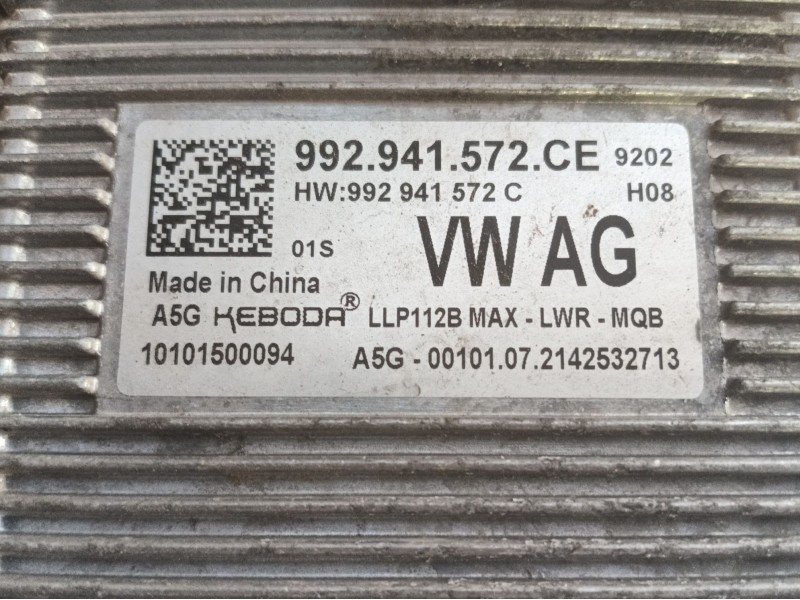 992.941.572.CE 9202
HW:992 941 572 C H08
01S VW AG
Made in China
A5G KEBODA® LLP112B MAX - LWR - MQB
10101500094 A5G - 00101.07.2142532713